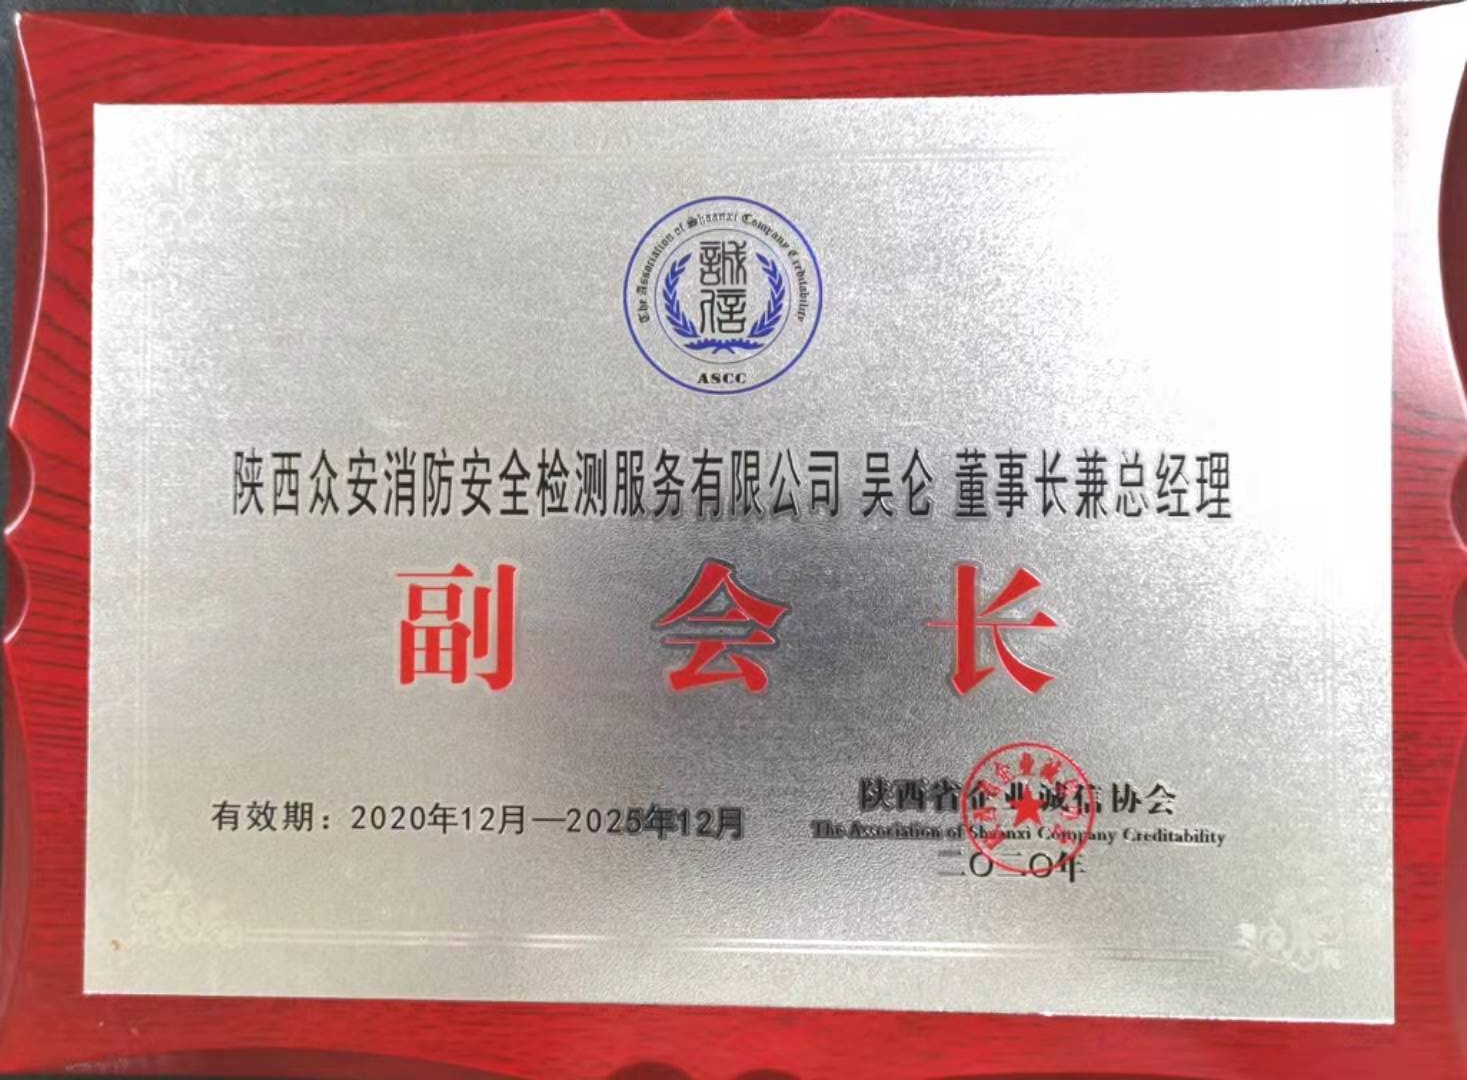 The Association of Shaanxi Company Creditability
誠信
ASCC
陕西众安消防安全检测服务有限公司 吴仑 董事长兼总经理
副会长
有效期：2020年12月—2025年12月
陕西省企业诚信协会
The Association of Shaanxi Company Creditability
二〇二〇年